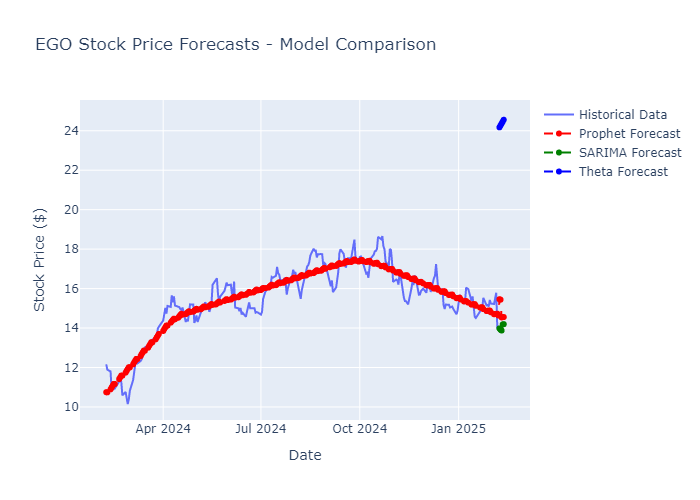 EGO Stock Price Forecasts - Model Comparison
Historical Data
Prophet Forecast
SARIMA Forecast
Theta Forecast
Stock Price ($)
24
22
20
18
16
14
12
10
Apr 2024
Jul 2024
Oct 2024
Jan 2025
Date